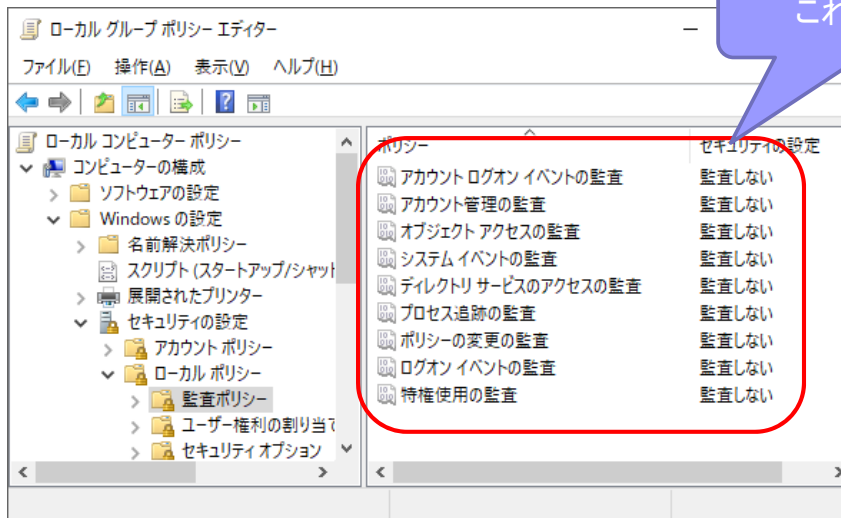 これ
ローカル グループ ポリシー エディター
ファイル(F) 操作(A) 表示(V) ヘルプ(H)
ローカル コンピューター ポリシー
コンピューターの構成
ソフトウェアの設定
Windows の設定
名前解決ポリシー
スクリプト (スタートアップ/シャット
展開されたプリンター
セキュリティの設定
アカウント ポリシー
ローカル ポリシー
監査ポリシー
ユーザー権利の割り当て
セキュリティ オプション
ポリシー セキュリティの設定
アカウント ログオン イベントの監査 監査しない
アカウント管理の監査 監査しない
オブジェクト アクセスの監査 監査しない
システム イベントの監査 監査しない
ディレクトリ サービスのアクセスの監査 監査しない
プロセス追跡の監査 監査しない
ポリシーの変更の監査 監査しない
ログオン イベントの監査 監査しない
特権使用の監査 監査しない